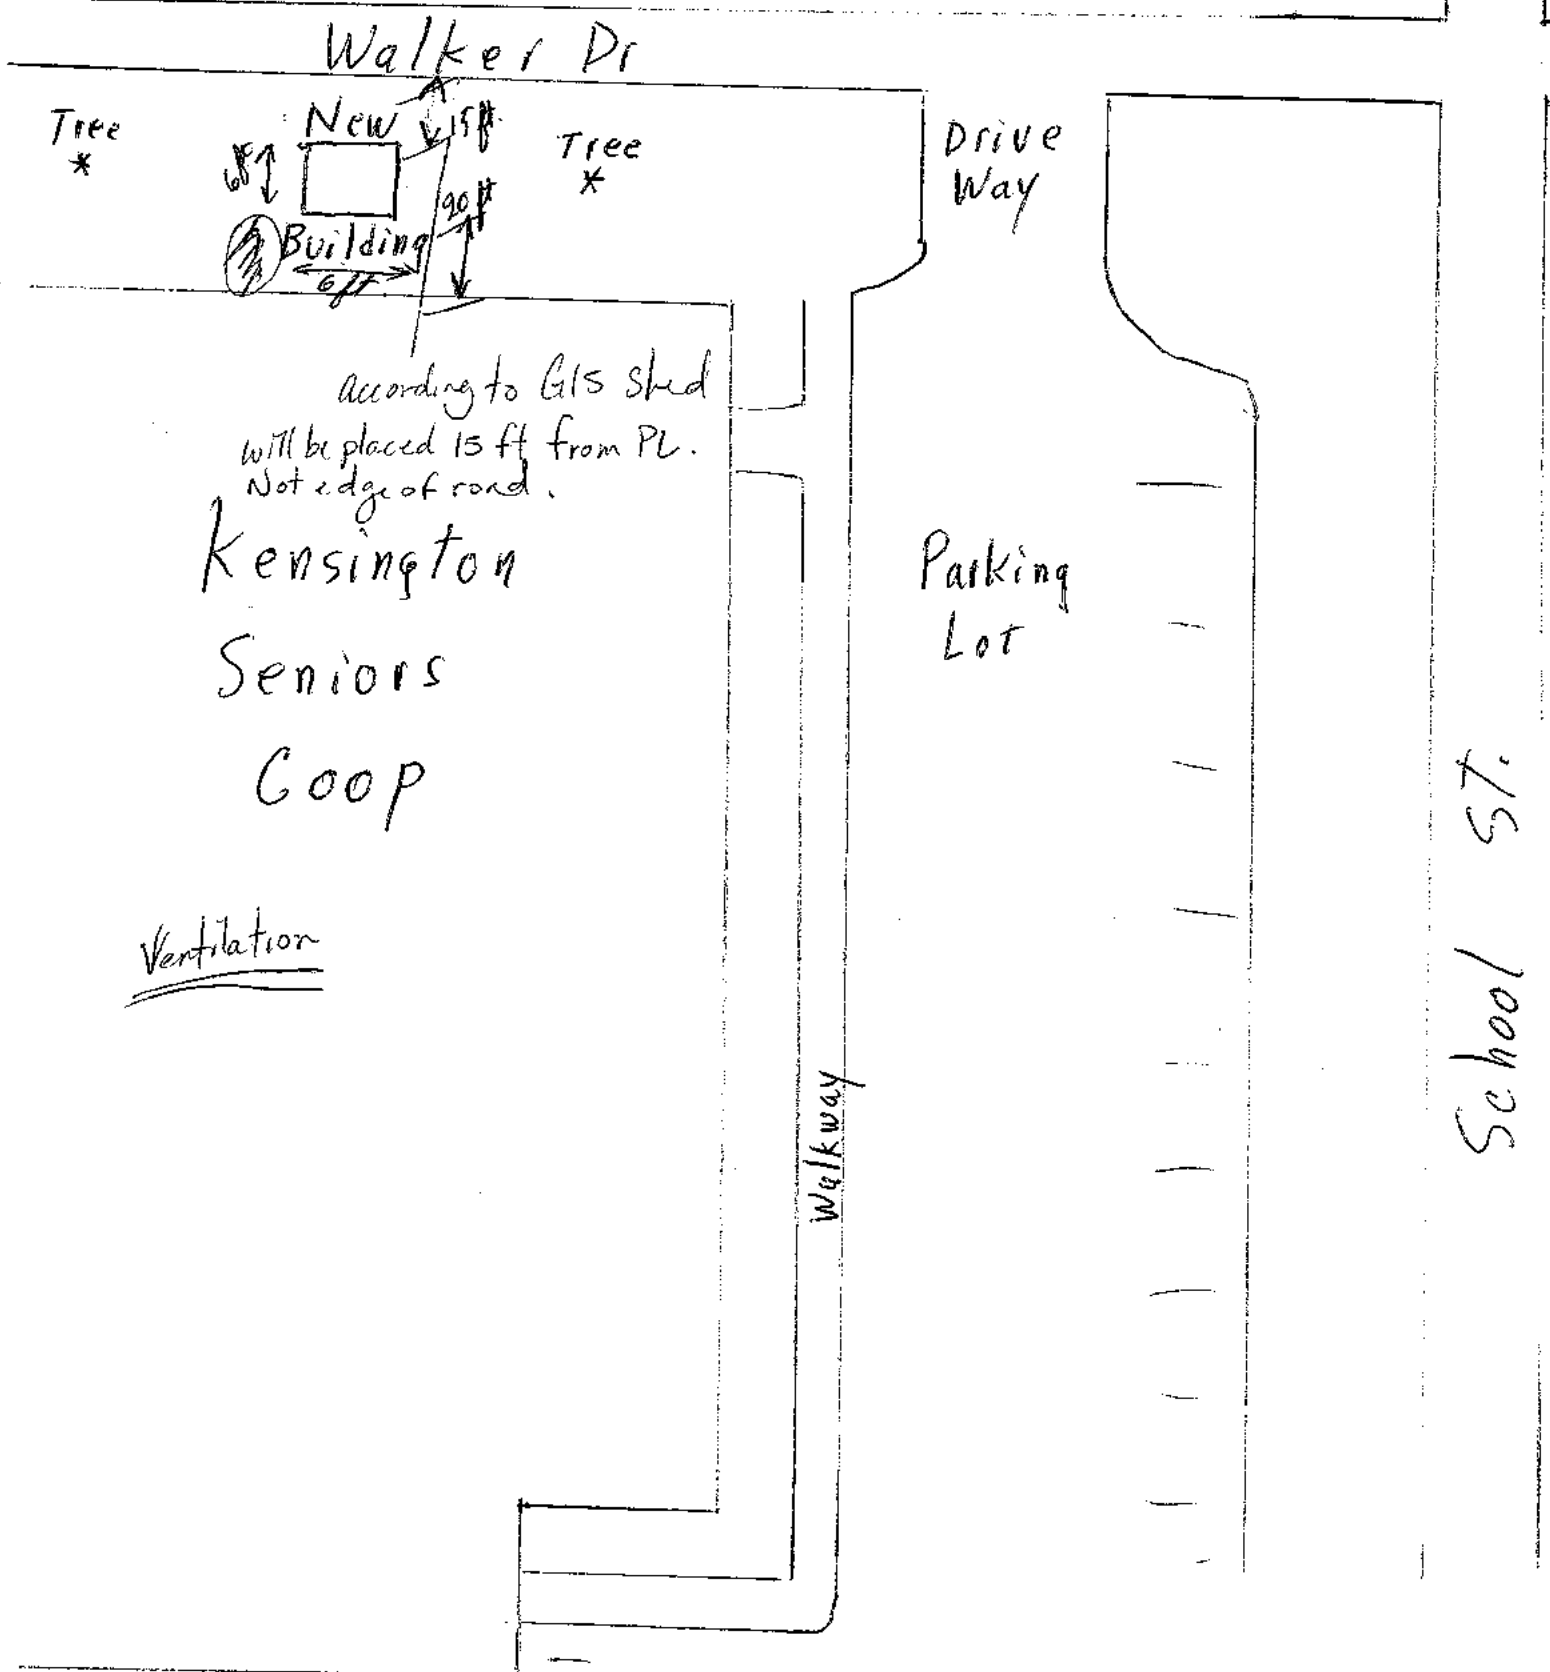 Walker Dr
Tree
*
New
15ft.
Tree
*
Drive
Way
6ft
20ft
Building
6ft
according to GIS Shed
will be placed 15 ft from PL.
Not edge of road.
Kensington
Seniors
Coop
Parking
Lot
Ventilation
Walkway
School ST.